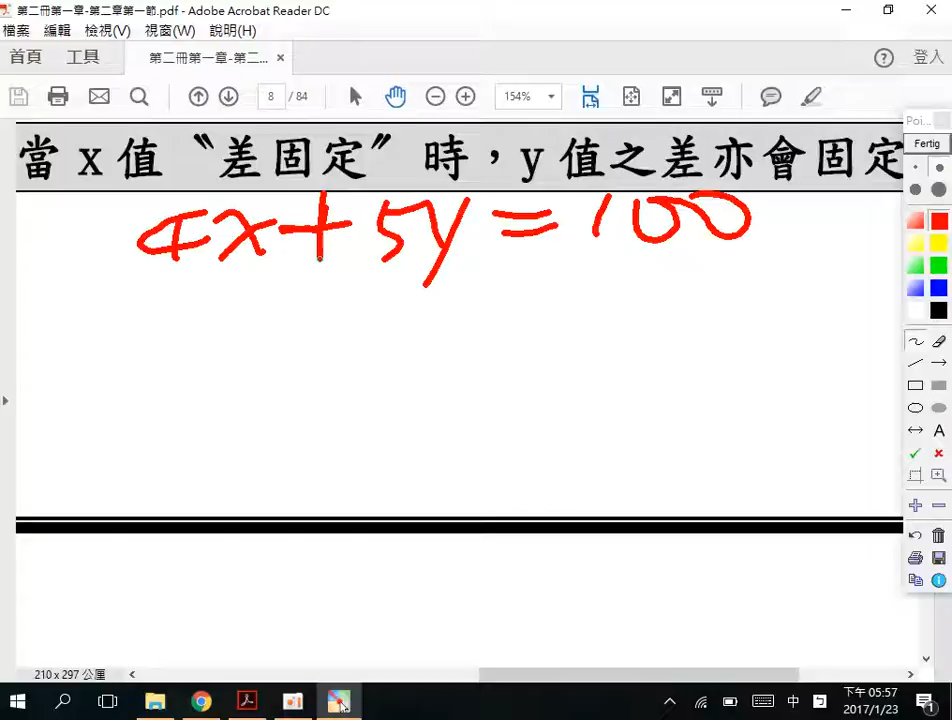 第二冊第一章-第二章第一節.pdf - Adobe Acrobat Reader DC
檔案 編輯 檢視(V) 視窗(W) 說明(H)
首頁 工具 第二冊第一章-第二... × ? 登入
8 / 84 154%
Poi...
Fertig
當 x 值〝差固定〞時，y 值之差亦會固定
4x+5y=100
A
210 x 297 公厘
中
下午 05:57
2017/1/23
1